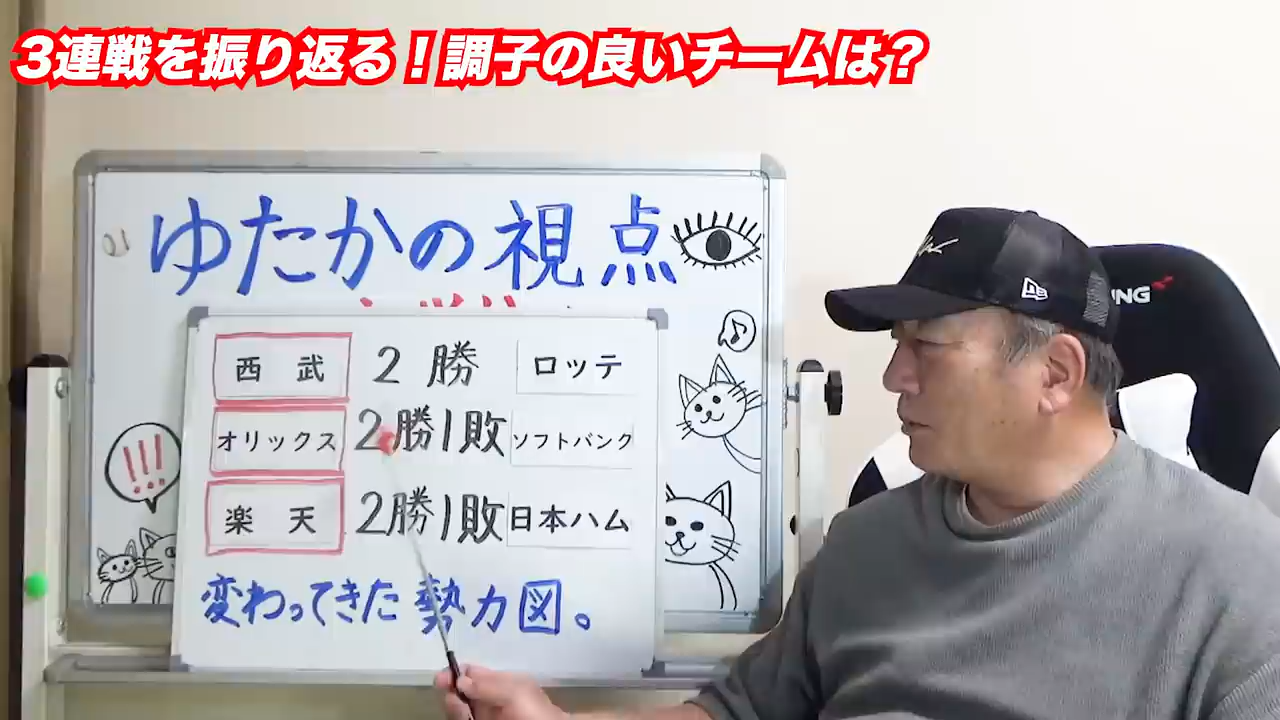 3連戦を振り返る！調子の良いチームは？
ゆたかの視点
西武 2勝 ロッテ
オリックス 2勝1敗 ソフトバンク
楽天 2勝1敗 日本ハム
変わってきた勢力図。
!!!
NE
ING